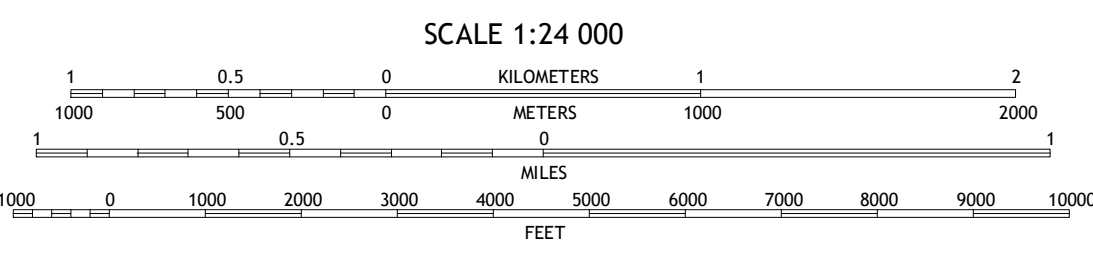 SCALE 1:24 000
1 0.5 0 KILOMETERS 1 2
1000 500 0 METERS 1000 2000
1 0.5 0 1
MILES
1000 0 1000 2000 3000 4000 5000 6000 7000 8000 9000 10000
FEET